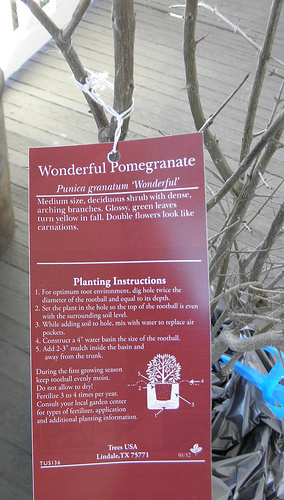 Wonderful Pomegranate
Punica granatum 'Wonderful'
Medium size, deciduous shrub with dense,
arching branches. Glossy, green leaves
turn yellow in fall. Double flowers look like
carnations.
Planting Instructions
1. For optimum root environment, dig hole twice the
diameter of the rootball and equal to its depth.
2. Set the plant in the hole so the top of the rootball is even
with the surrounding soil level.
3. While adding soil to hole, mix with water to replace air
pockets.
4. Construct a 4" water basin the size of the rootball.
5. Add 2-3" mulch inside the basin and
away from the trunk.
During the first growing season
keep rootball evenly moist.
Do not allow to dry!
Fertilize 3 to 4 times per year.
Consult your local garden center
for types of fertilizer, application
and additional planting information.
Trees USA
Lindale, TX 75771
TUS136
01/12